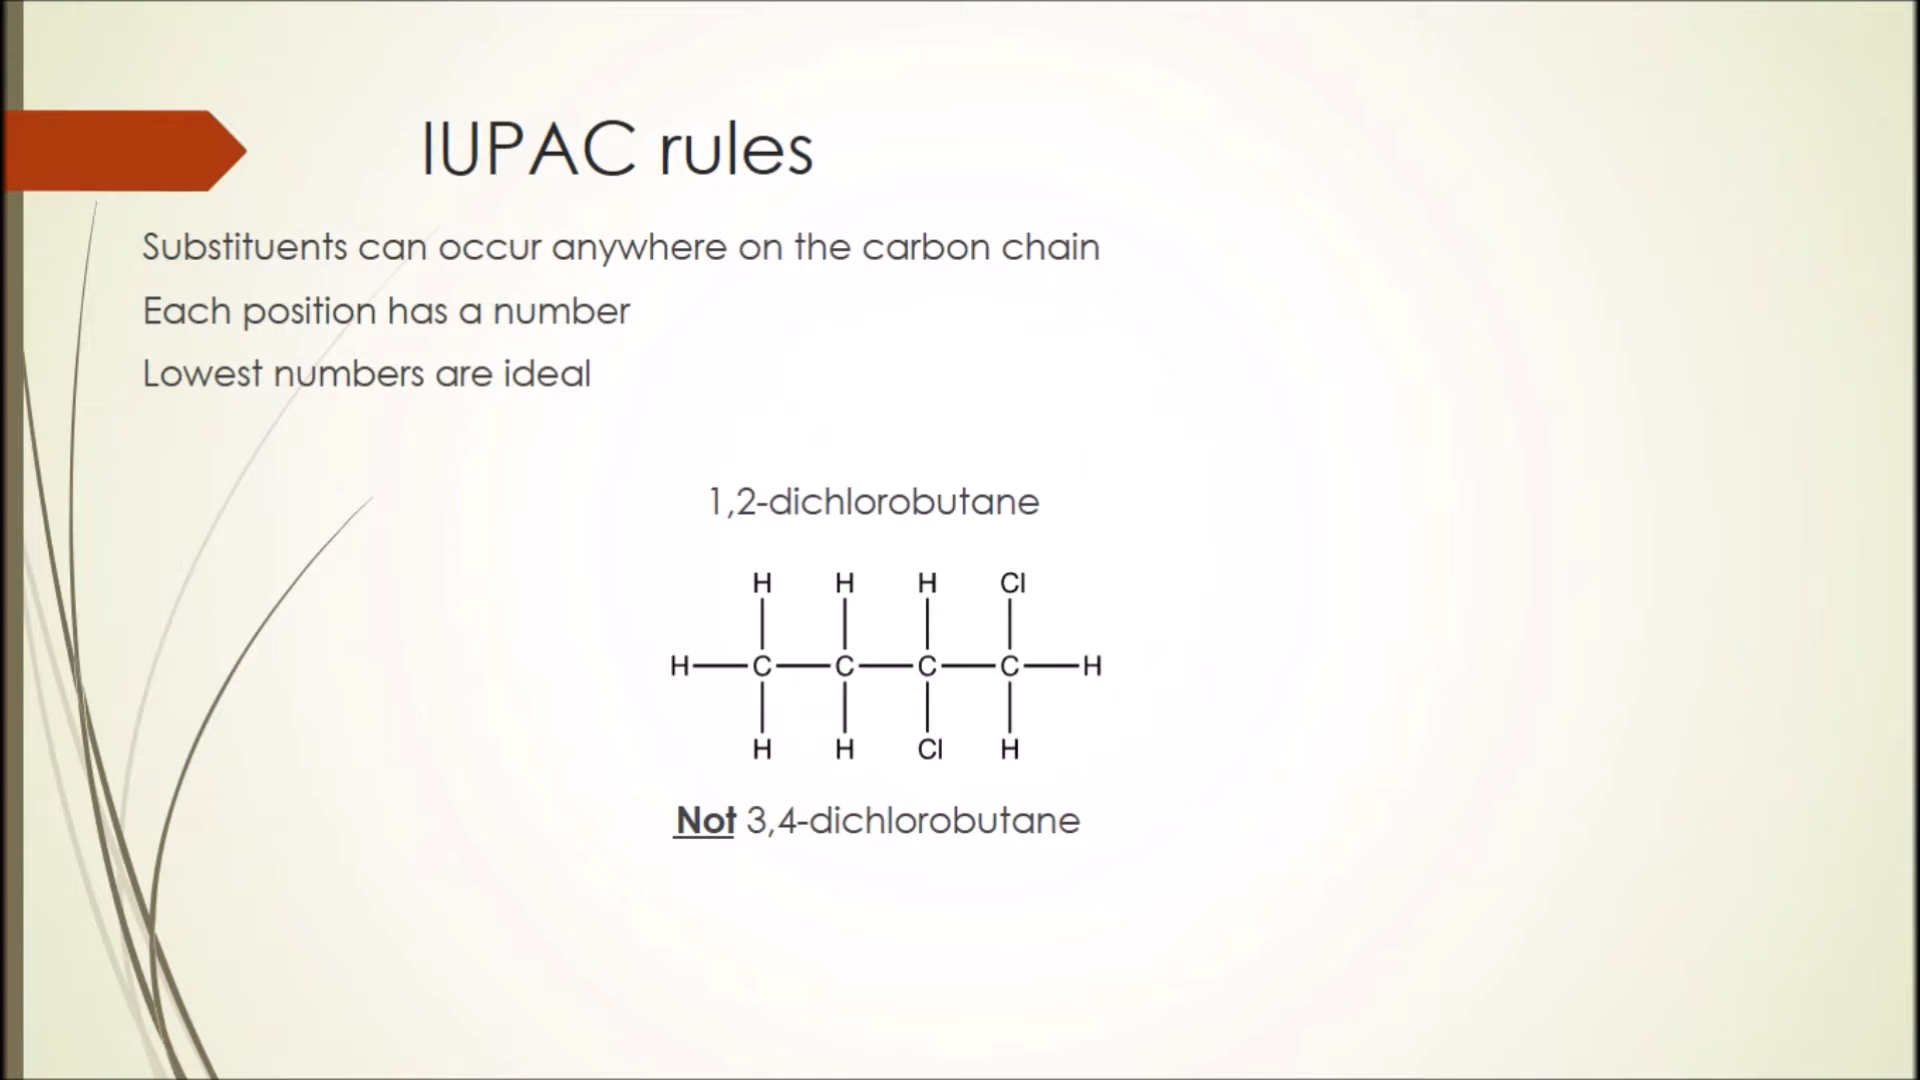 IUPAC rules
Substituents can occur anywhere on the carbon chain
Each position has a number
Lowest numbers are ideal
1,2-dichlorobutane
H H H Cl
H C C C C H
H H Cl H
Not 3,4-dichlorobutane